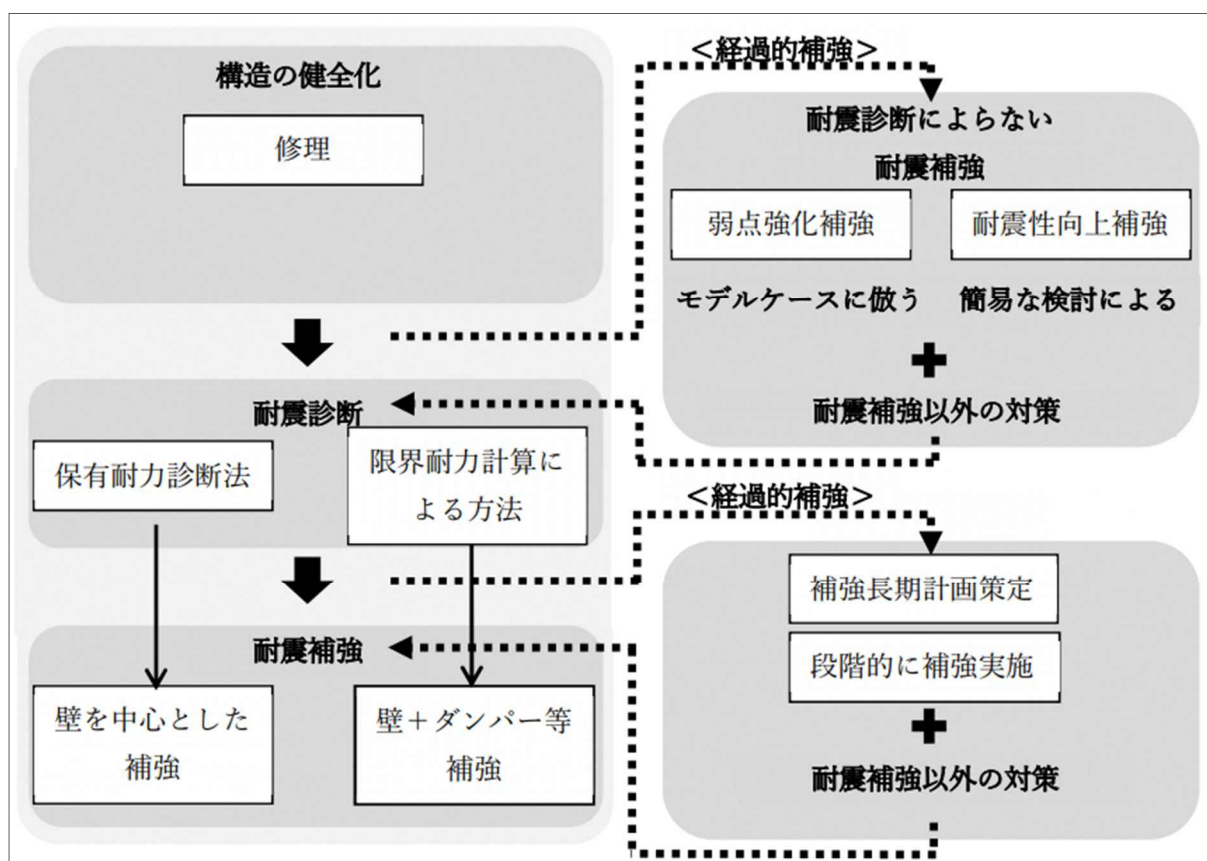 構造の健全化
修理
耐震診断
保有耐力診断法
限界耐力計算に
よる方法
耐震補強
壁を中心とした
補強
壁＋ダンパー等
補強
＜経過的補強＞
耐震診断によらない
耐震補強
弱点強化補強
耐震性向上補強
モデルケースに倣う
簡易な検討による
耐震補強以外の対策
＜経過的補強＞
補強長期計画策定
段階的に補強実施
耐震補強以外の対策